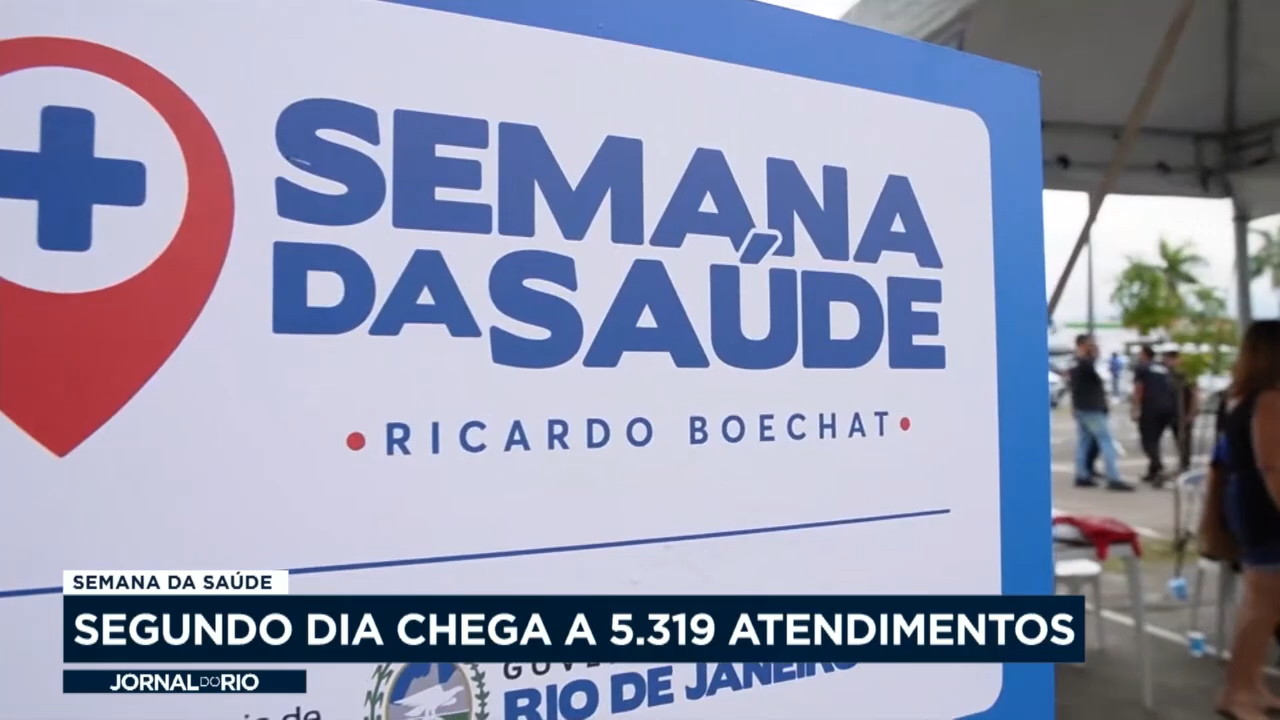 SEMANA
DA SAÚDE
RICARDO BOECHAT
SEMANA DA SAÚDE
SEGUNDO DIA CHEGA A 5.319 ATENDIMENTOS
JORNAL DO RIO
de
RIO DE JANEIRO